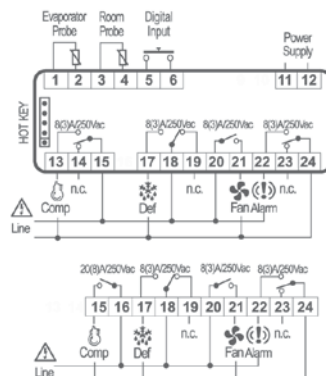 Evaporator Room Digital Power
Probe Probe Input Supply
1 2 3 4 5 6 11 12
HOT KEY
8(3)A/250Vac 8(3)A/250Vac 8(3)A/250Vac 8(3)A/250Vac
13 14 15 17 18 19 20 21 22 23 24
Comp n.c. Def n.c. Fan Alarm n.c.
Line
20(8)A/250Vac 8(3)A/250Vac 8(3)A/250Vac 8(3)A/250Vac
15 16 17 18 19 20 21 22 23 24
Comp Def n.c. Fan Alarm n.c.
Line